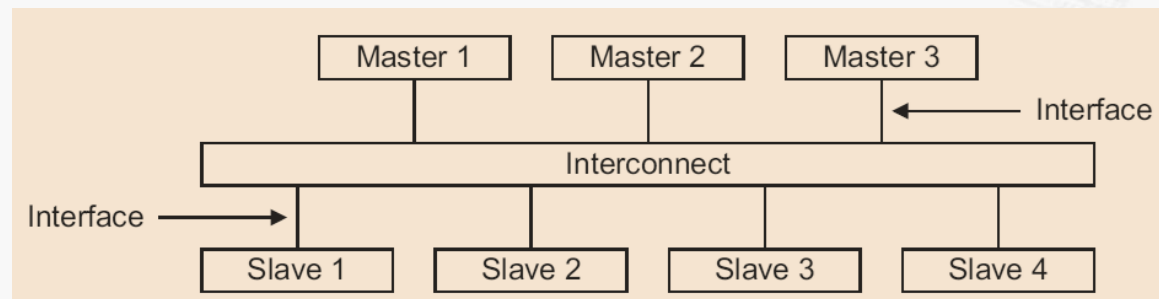 Master 1 Master 2 Master 3
Interface
Interconnect
Interface
Slave 1 Slave 2 Slave 3 Slave 4